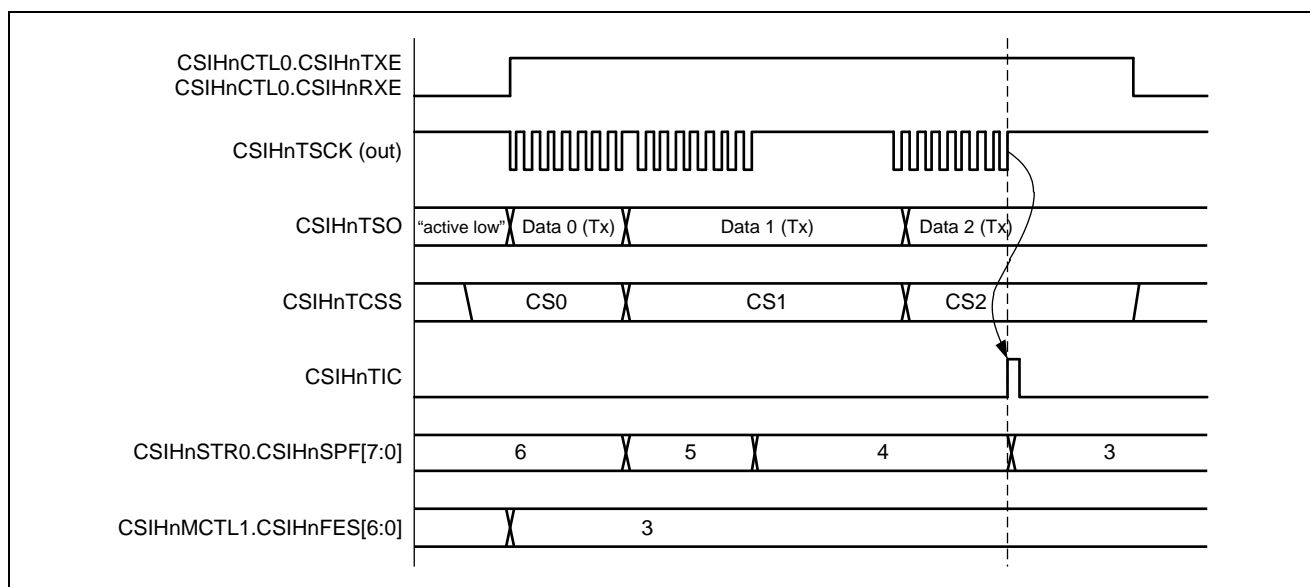 CSIHnCTL0.CSIHnTXE
CSIHnCTL0.CSIHnRXE
CSIHnTSCK (out)
CSIHnTSO
“active low”
Data 0 (Tx)
Data 1 (Tx)
Data 2 (Tx)
CSIHnTCSS
CS0
CS1
CS2
CSIHnTIC
CSIHnSTR0.CSIHnSPF[7:0]
6
5
4
3
CSIHnMCTL1.CSIHnFES[6:0]
3